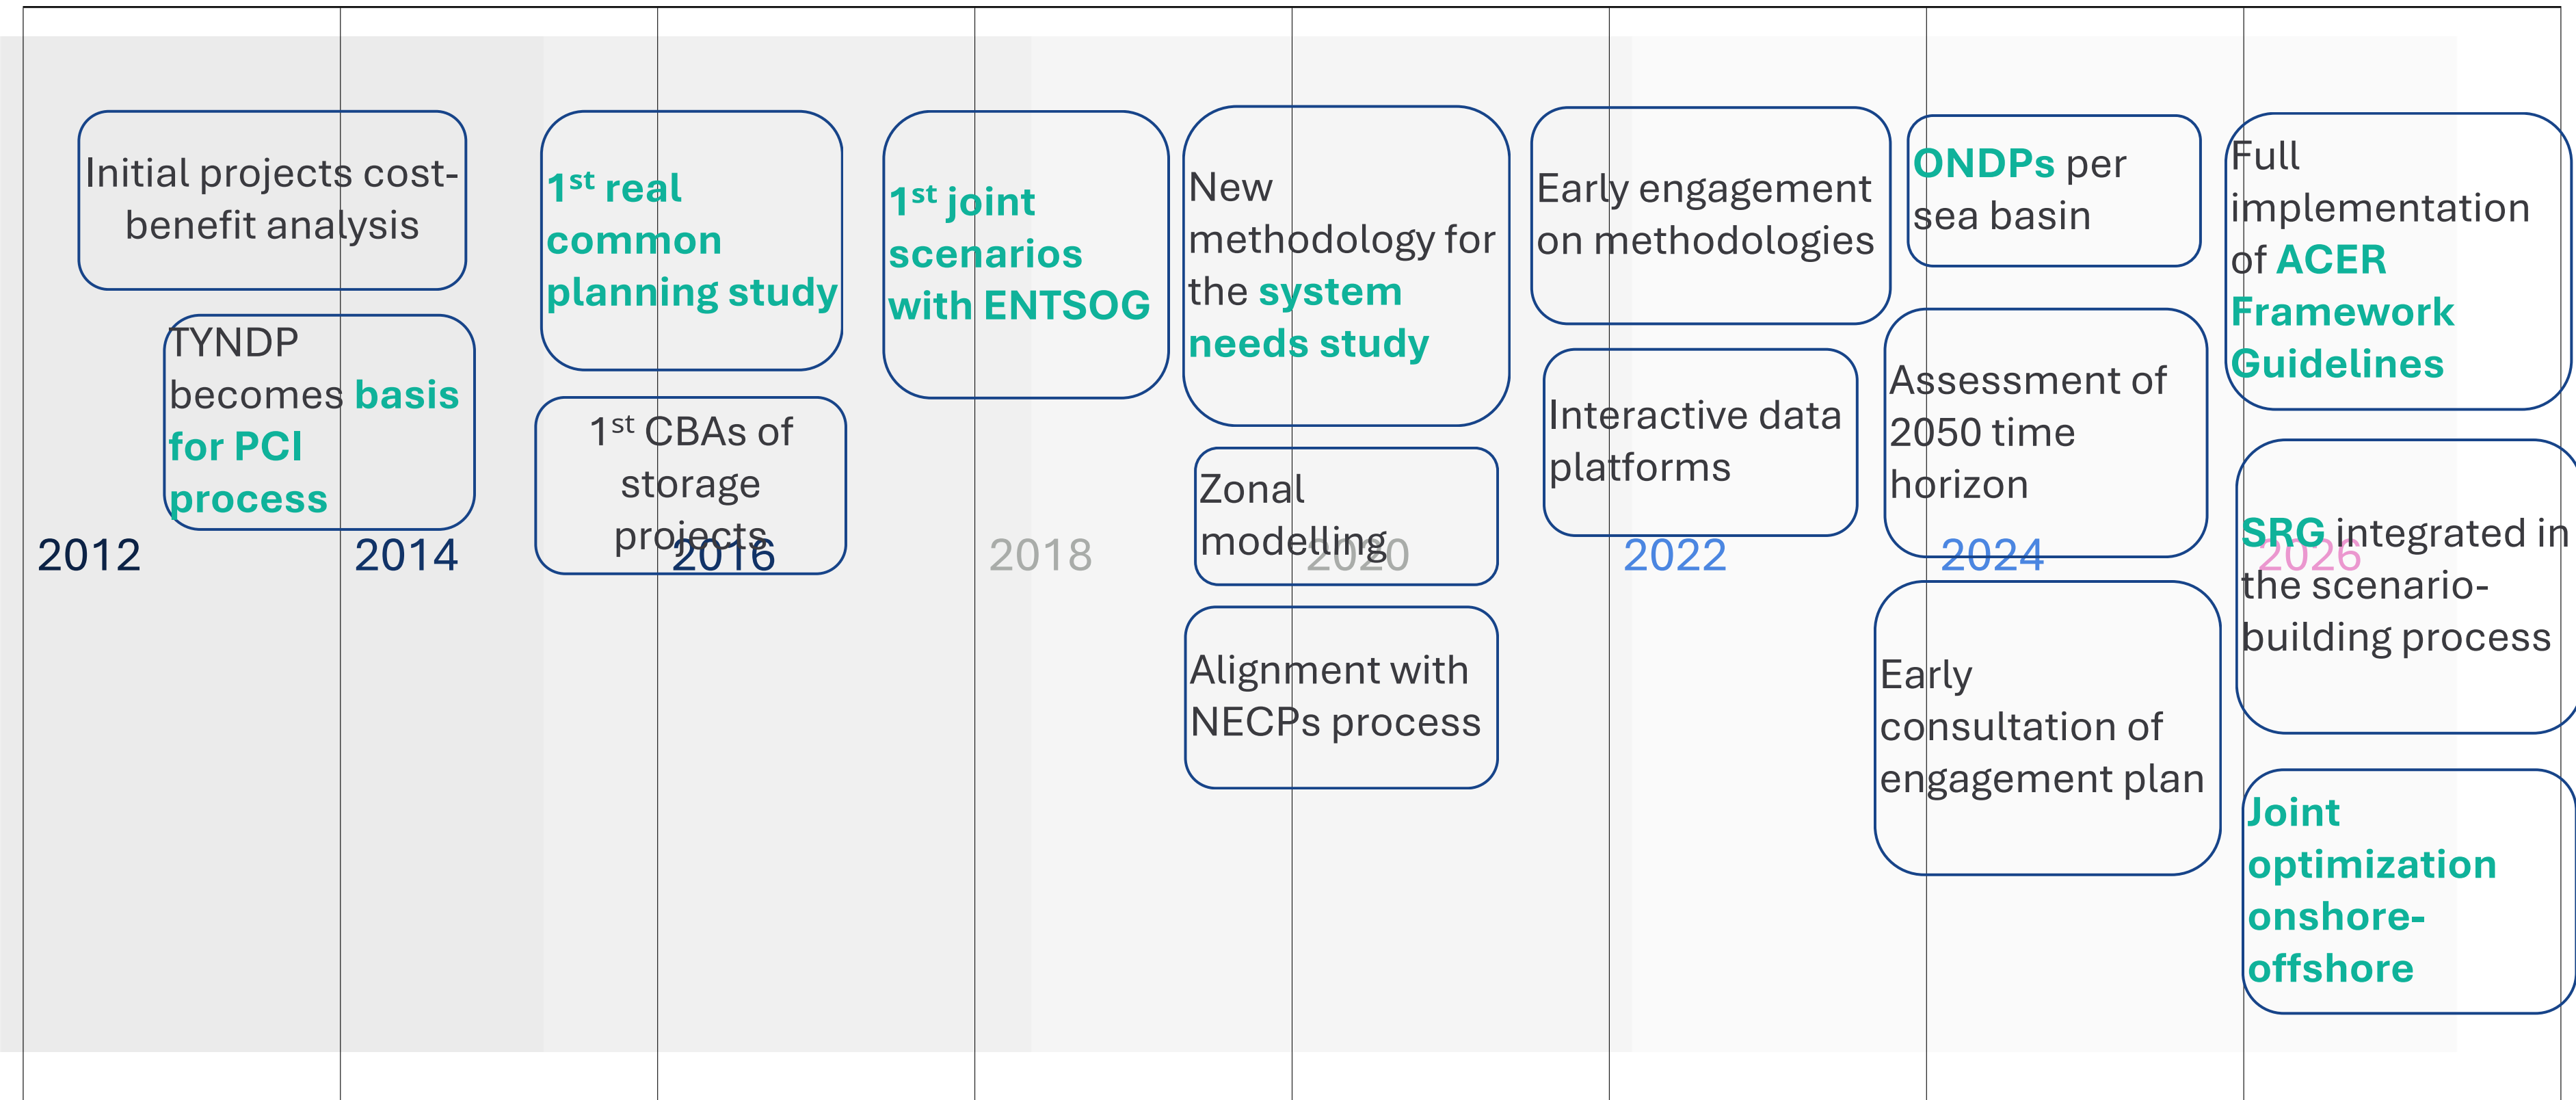 Initial projects cost-
benefit analysis
TYNDP
becomes basis
for PCI
process
1st real
common
planning study
1st CBAs of
storage
projects
1st joint
scenarios
with ENTSOG
New
methodology for
the system
needs study
Zonal
modelling
Alignment with
NECPs process
Early engagement
on methodologies
Interactive data
platforms
ONDPs per
sea basin
Assessment of
2050 time
horizon
Early
consultation of
engagement plan
Full
implementation
of ACER
Framework
Guidelines
SRG integrated in
the scenario-
building process
Joint
optimization
onshore-
offshore
2012
2014
2016
2018
2020
2022
2024
2026